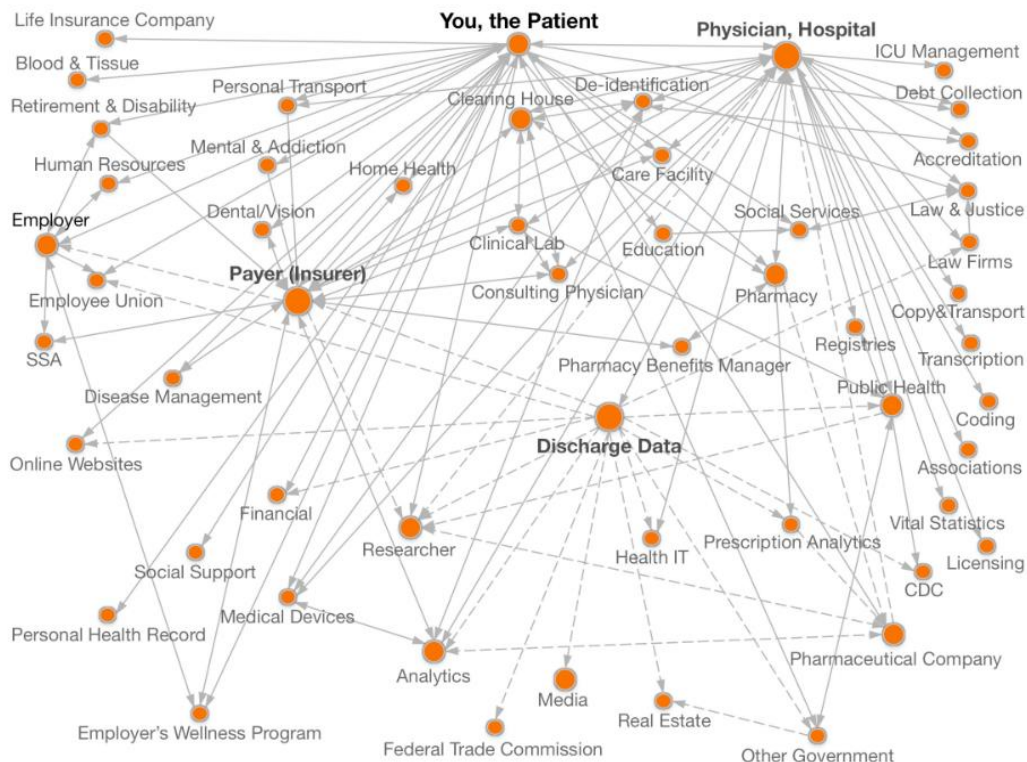 Life Insurance Company
You, the Patient
Physician, Hospital
ICU Management
Blood & Tissue
Personal Transport
De-identification
Debt Collection
Retirement & Disability
Clearing House
Mental & Addiction
Accreditation
Human Resources
Home Health
Care Facility
Dental/Vision
Social Services
Law & Justice
Employer
Clinical Lab
Education
Law Firms
Payer (Insurer)
Employee Union
Consulting Physician
Pharmacy
Copy&Transport
Registries
SSA
Pharmacy Benefits Manager
Transcription
Disease Management
Public Health
Coding
Online Websites
Discharge Data
Associations
Financial
Vital Statistics
Researcher
Health IT
Prescription Analytics
Licensing
Social Support
CDC
Personal Health Record
Medical Devices
Pharmaceutical Company
Analytics
Media
Real Estate
Employer's Wellness Program
Federal Trade Commission
Other Government